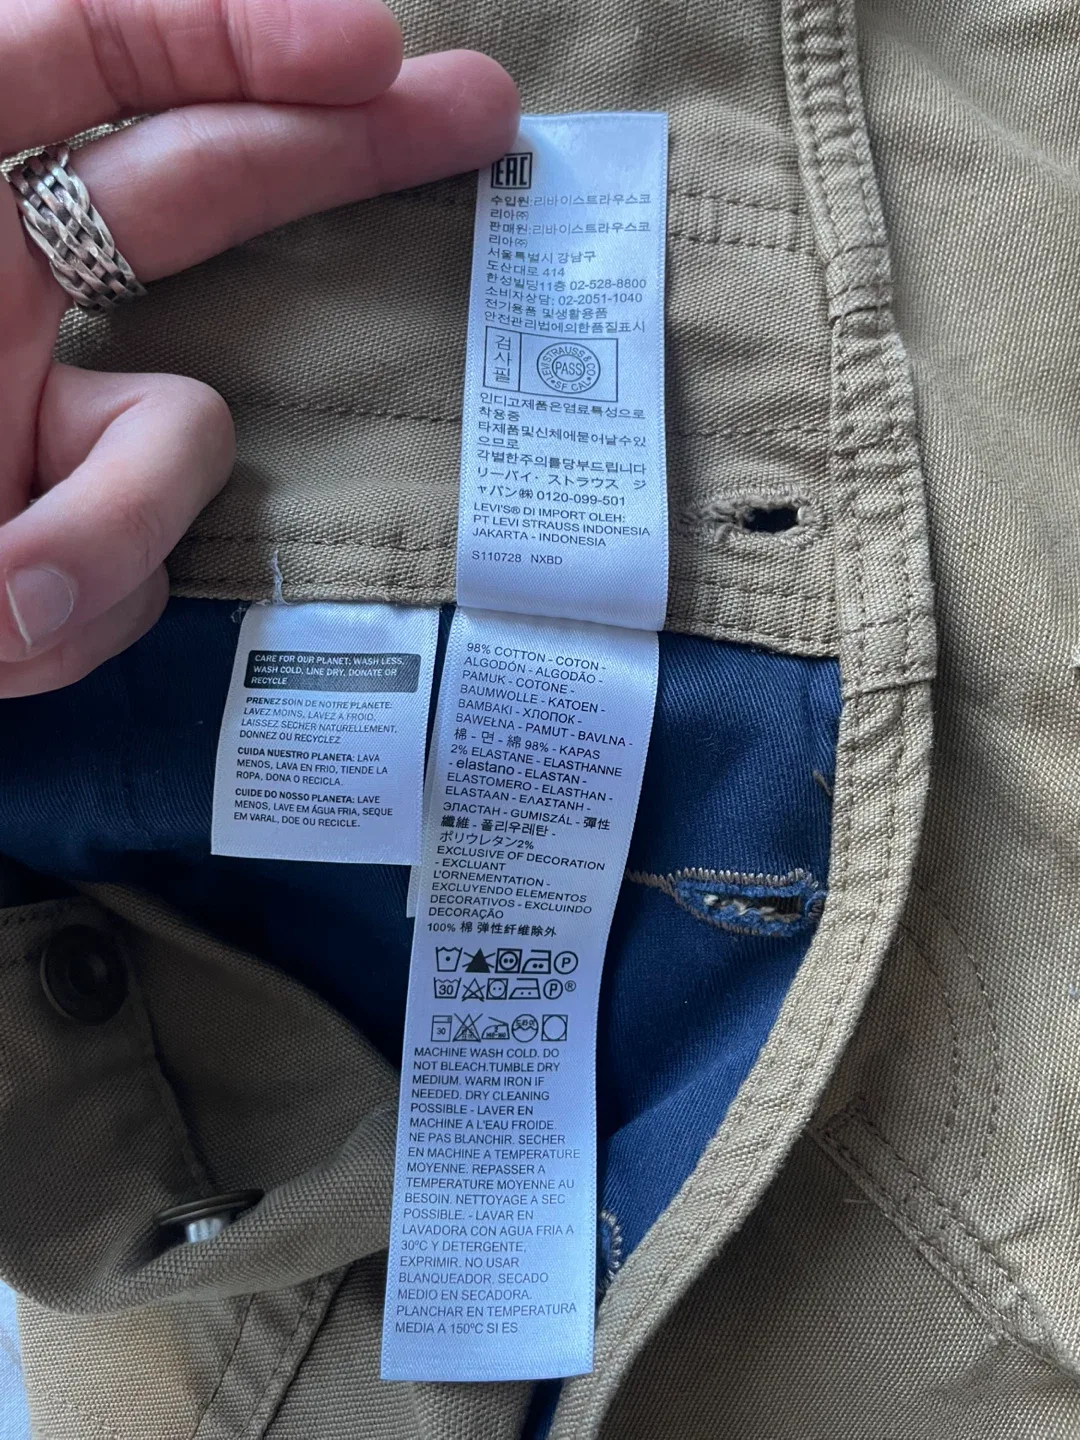 EAC
수입원:리바이스트라우스코
리아㈜
판매원:리바이스트라우스코
리아㈜
서울특별시 강남구
도산대로 414
한성빌딩11층 02-528-8800
소비자상담: 02-2051-1040
전기용품 및생활용품
안전관리법에의한품질표시
검
사
필
LEVI STRAUSS & CO.
PASS
SF CAL
인디고제품은염료특성으로
착용중
타제품및신체에묻어날수있
으므로
각별한주의를당부드립니다
リーバイ・ストラウス ジ
ャパン㈱ 0120-099-501
LEVI'S® DI IMPORT OLEH:
PT LEVI STRAUSS INDONESIA
JAKARTA - INDONESIA
S110728 NXBD
CARE FOR OUR PLANET: WASH LESS,
WASH COLD, LINE DRY, DONATE OR
RECYCLE
PRENEZ SOIN DE NOTRE PLANETE:
LAVEZ MOINS, LAVEZ A FROID,
LAISSEZ SECHER NATURELLEMENT,
DONNEZ OU RECYCLEZ
CUIDA NUESTRO PLANETA: LAVA
MENOS, LAVA EN FRIO, TIENDE LA
ROPA, DONA O RECICLA.
CUIDE DO NOSSO PLANETA: LAVE
MENOS, LAVE EM ÁGUA FRIA, SEQUE
EM VARAL, DOE OU RECICLE.
98% COTTON - COTON -
ALGODÓN - ALGODÃO -
PAMUK - COTONE -
BAUMWOLLE - KATOEN -
BAMBAKI - ХЛОПОК -
BAWEŁNA - PAMUT - BAVLNA -
棉 - 면 - 綿 98% - KAPAS
2% ELASTANE - ELASTHANNE
- elastano - ELASTAN -
ELASTOMERO - ELASTHAN -
ELASTAAN - ΕΛΑΣΤΑΝΗ -
ЭЛАСТАН - GUMISZÁL - 彈性
纖維 - 폴리우레탄 -
ポリウレタン2%
EXCLUSIVE OF DECORATION
- EXCLUANT
L'ORNEMENTATION -
EXCLUYENDO ELEMENTOS
DECORATIVOS - EXCLUINDO
DECORAÇÃO
100% 棉 弹性纤维除外
P
30 P®
30
MACHINE WASH COLD. DO
NOT BLEACH.TUMBLE DRY
MEDIUM. WARM IRON IF
NEEDED. DRY CLEANING
POSSIBLE - LAVER EN
MACHINE A L'EAU FROIDE.
NE PAS BLANCHIR. SECHER
EN MACHINE A TEMPERATURE
MOYENNE. REPASSER A
TEMPERATURE MOYENNE AU
BESOIN. NETTOYAGE A SEC
POSSIBLE. - LAVAR EN
LAVADORA CON AGUA FRIA A
30ºC Y DETERGENTE,
EXPRIMIR. NO USAR
BLANQUEADOR. SECADO
MEDIO EN SECADORA.
PLANCHAR EN TEMPERATURA
MEDIA A 150ºC SI ES